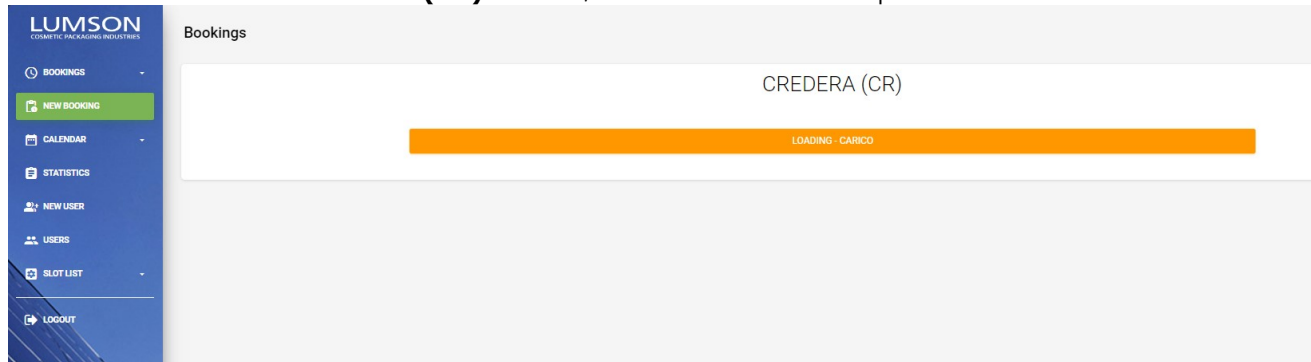 LUMSON
COSMETIC PACKAGING INDUSTRIES
BOOKINGS
NEW BOOKING
CALENDAR
STATISTICS
NEW USER
USERS
SLOT LIST
LOGOUT
Bookings
CREDERA (CR)
LOADING - CARICO